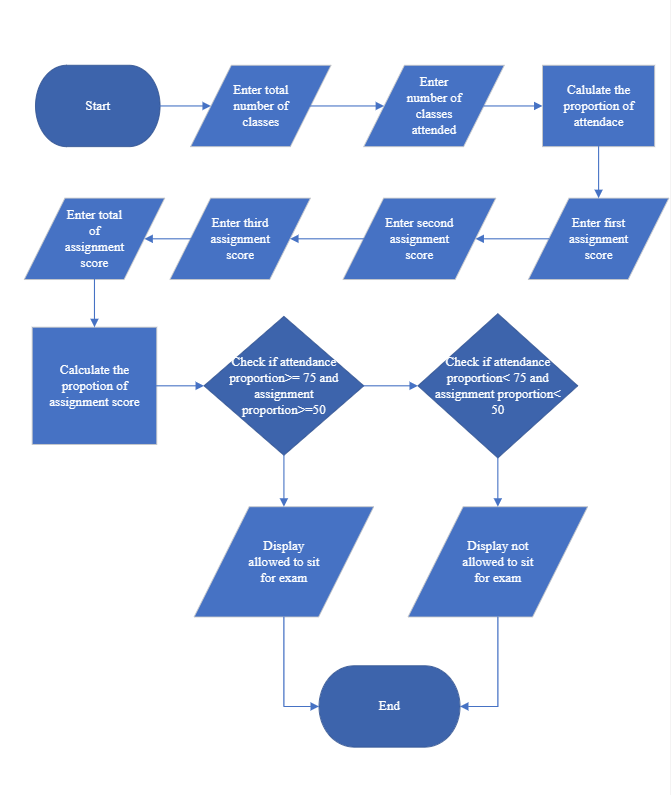 Start
Enter total
number of
classes
Enter
number of
classes
attended
Calulate the
proportion of
attendace
Enter first
assignment
score
Enter second
assignment
score
Enter third
assignment
score
Enter total
of
assignment
score
Calculate the
propotion of
assignment score
Check if attendance
proportion>= 75 and
assignment
proportion>=50
Check if attendance
proportion< 75 and
assignment proportion<
50
Display
allowed to sit
for exam
Display not
allowed to sit
for exam
End